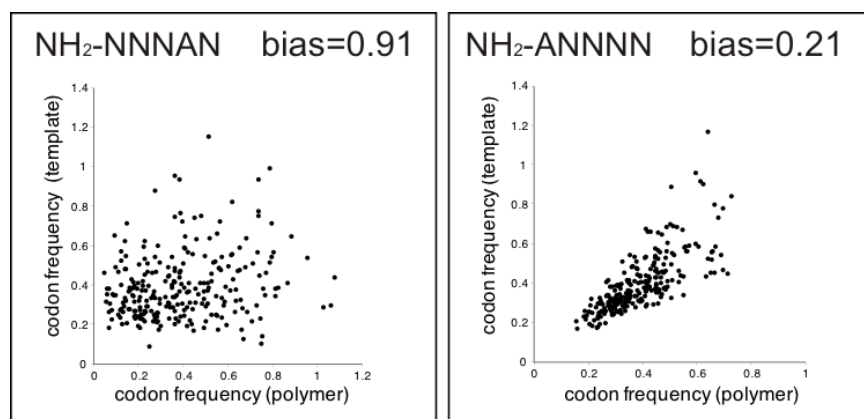 NH2-NNNAN bias=0.91
codon frequency (template)
1.4
1.2
1
0.8
0.6
0.4
0.2
0
0 0.2 0.4 0.6 0.8 1 1.2
codon frequency (polymer)
NH2-ANNNN bias=0.21
codon frequency (template)
1.4
1.2
1
0.8
0.6
0.4
0.2
0
0 0.2 0.4 0.6 0.8 1
codon frequency (polymer)